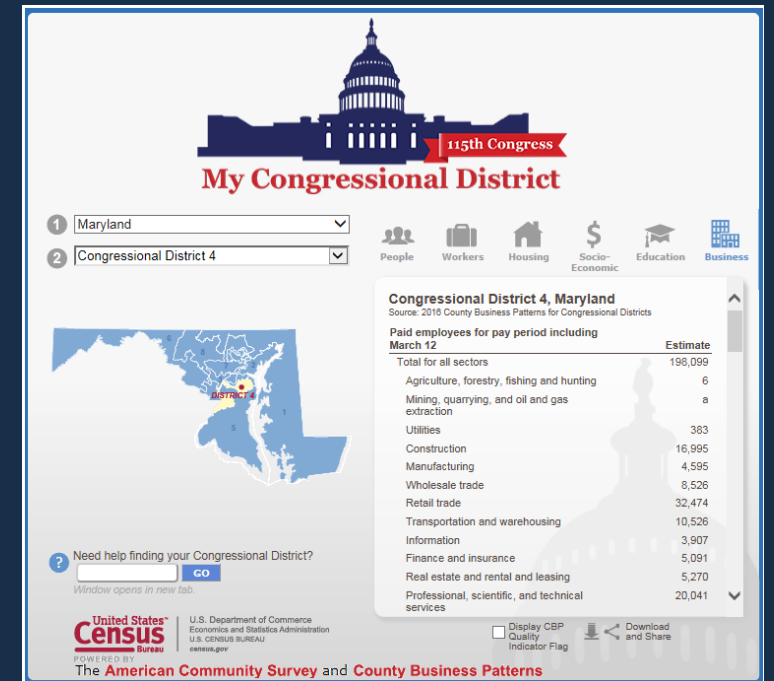 115th Congress
My Congressional District
1 Maryland
2 Congressional District 4
People Workers Housing Socio-Economic Education Business
Congressional District 4, Maryland
Source: 2016 County Business Patterns for Congressional Districts
Paid employees for pay period including
March 12 Estimate
Total for all sectors 198,099
Agriculture, forestry, fishing and hunting 6
Mining, quarrying, and oil and gas
extraction a
Utilities 383
Construction 16,995
Manufacturing 4,595
Wholesale trade 8,526
Retail trade 32,474
Transportation and warehousing 10,526
Information 3,907
Finance and insurance 5,091
Real estate and rental and leasing 5,270
Professional, scientific, and technical
services 20,041
6
8
7
DISTRICT 4
1
5
? Need help finding your Congressional District?
GO
Window opens in new tab.
Display CBP
Quality
Indicator Flag
Download
and Share
United States™
Census
Bureau
U.S. Department of Commerce
Economics and Statistics Administration
U.S. CENSUS BUREAU
census.gov
POWERED BY
The American Community Survey and County Business Patterns